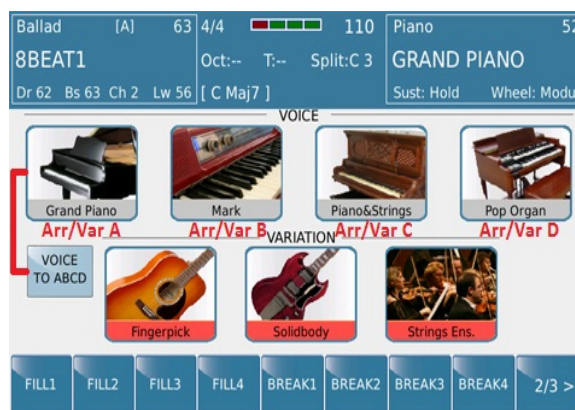 Ballad [A] 63 4/4 110 Piano 52
8BEAT1 Oct:-- T:-- Split:C 3 GRAND PIANO
Dr 62 Bs 63 Ch 2 Lw 56 [ C Maj7 ] Sust: Hold Wheel: Modu
VOICE
Grand Piano Mark Piano&Strings Pop Organ
Arr/Var A Arr/Var B Arr/Var C Arr/Var D
VARIATION
VOICE
TO ABCD
Fingerpick Solidbody Strings Ens.
FILL1 FILL2 FILL3 FILL4 BREAK1 BREAK2 BREAK3 BREAK4 2/3 >